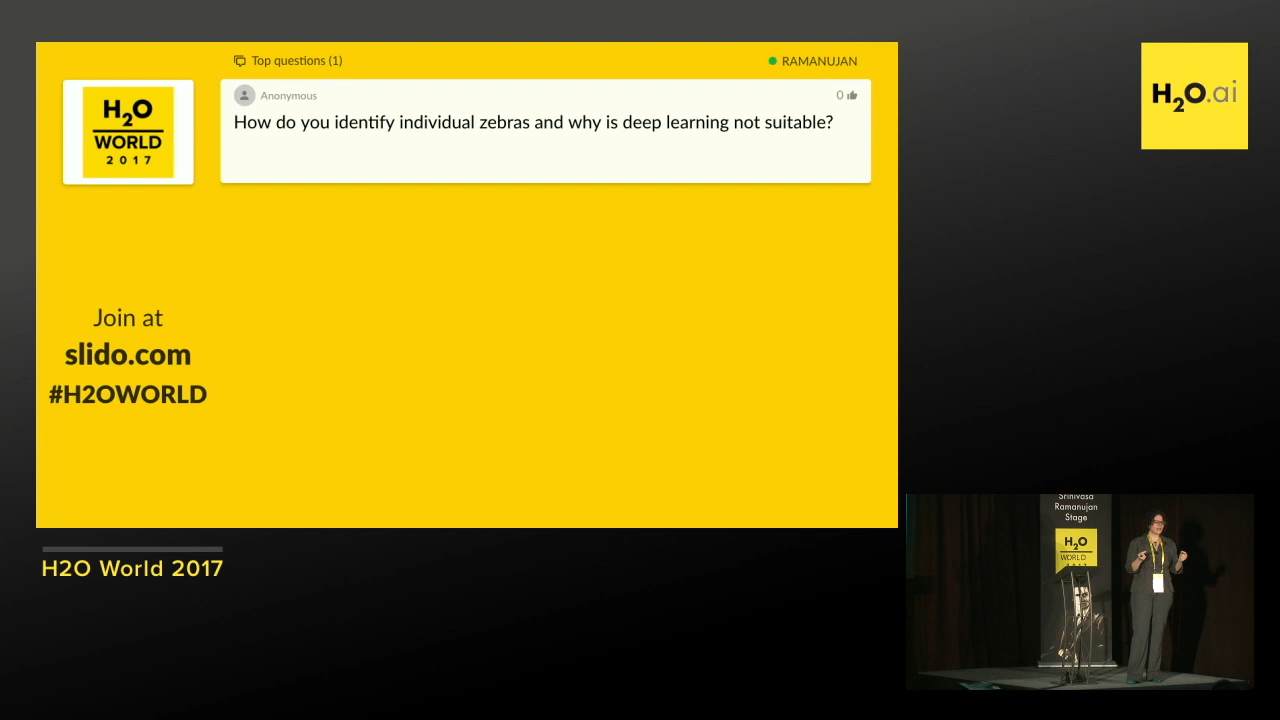 Top questions (1)
RAMANUJAN
Anonymous
0
How do you identify individual zebras and why is deep learning not suitable?
H2O
WORLD
2017
Join at
slido.com
#H2OWORLD
H2O World 2017
H2O.ai
Srinivasa
Ramanujan
Stage
H2O
WORLD
2017